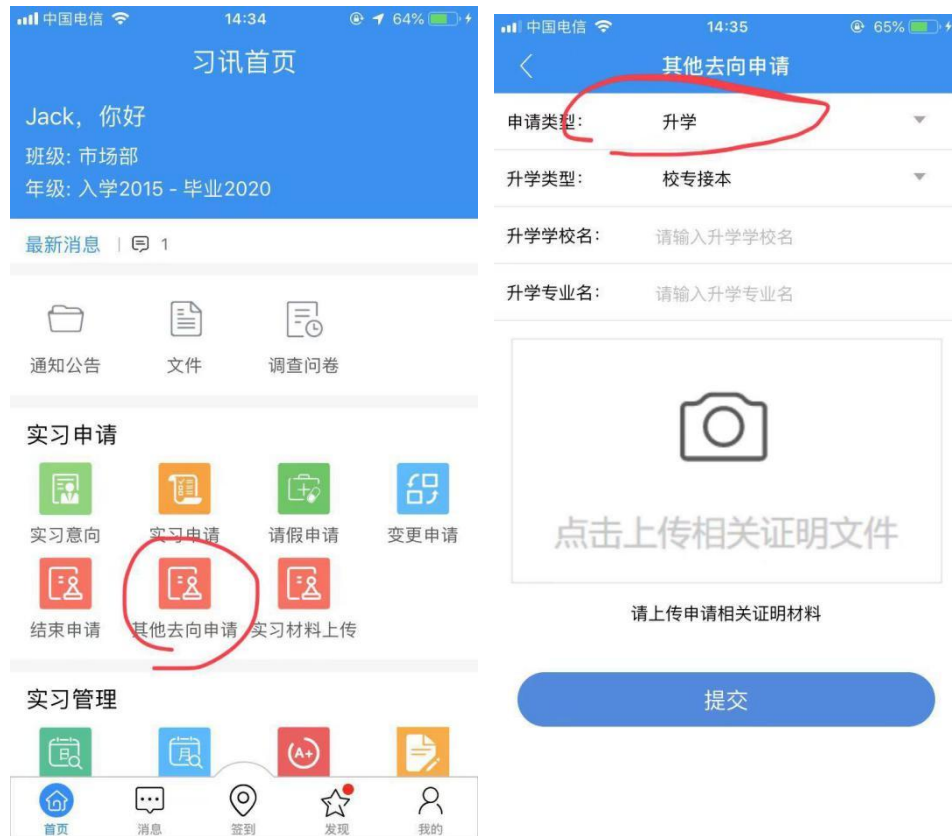 中国电信 14:34 64%
习讯首页
Jack，你好
班级: 市场部
年级: 入学2015 - 毕业2020
最新消息 1
通知公告 文件 调查问卷
实习申请
实习意向 实习申请 请假申请 变更申请
结束申请 其他去向申请 实习材料上传
实习管理
日 月 A+
首页 消息 签到 发现 我的
中国电信 14:35 65%
其他去向申请
申请类型: 升学
升学类型: 校专接本
升学学校名: 请输入升学学校名
升学专业名: 请输入升学专业名
点击上传相关证明文件
请上传申请相关证明材料
提交